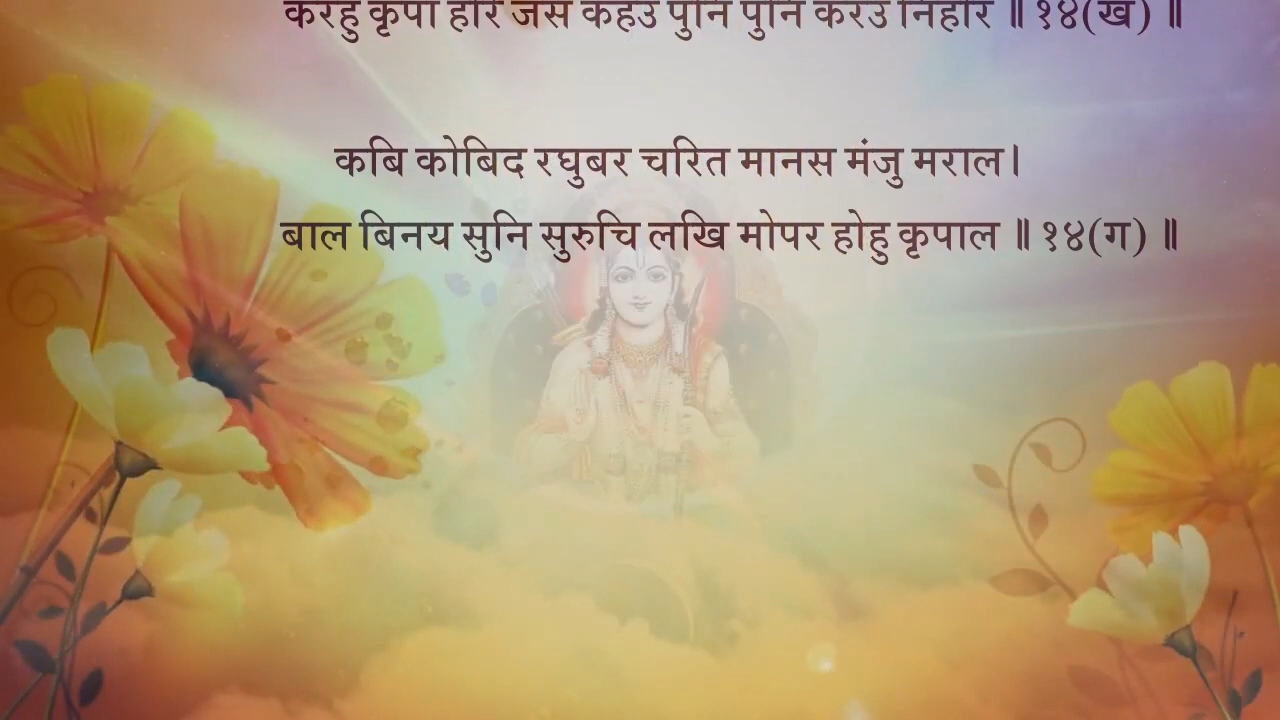 करहु कृपा हरि जस कहउँ पुनि पुनि करउँ निहोर ॥ १४(ख) ॥
कबि कोबिद रघुबर चरित मानस मंजु मराल।
बाल बिनय सुनि सुरुचि लखि मोपर होहु कृपाल ॥ १४(ग) ॥